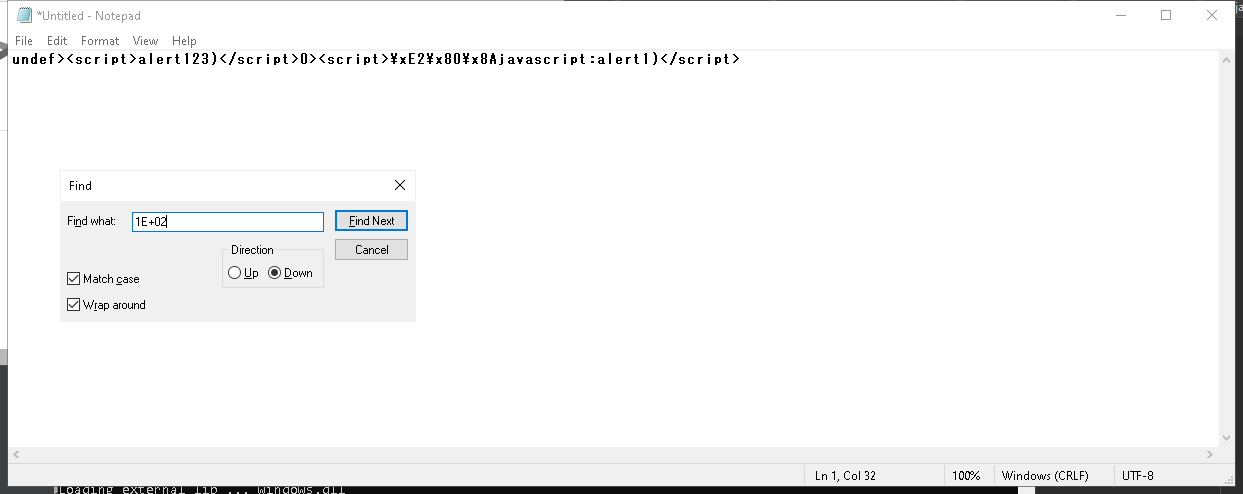 *Untitled - Notepad
File Edit Format View Help
undef><script>alert123)</script>0><script>¥xE2¥x80¥x8Ajavascript:alert1)</script>
Find
Find what: 1E+02 Find Next
Cancel
Direction
Up Down
Match case
Wrap around
Ln 1, Col 32 100% Windows (CRLF) UTF-8
Loading external lib ... windows.dll